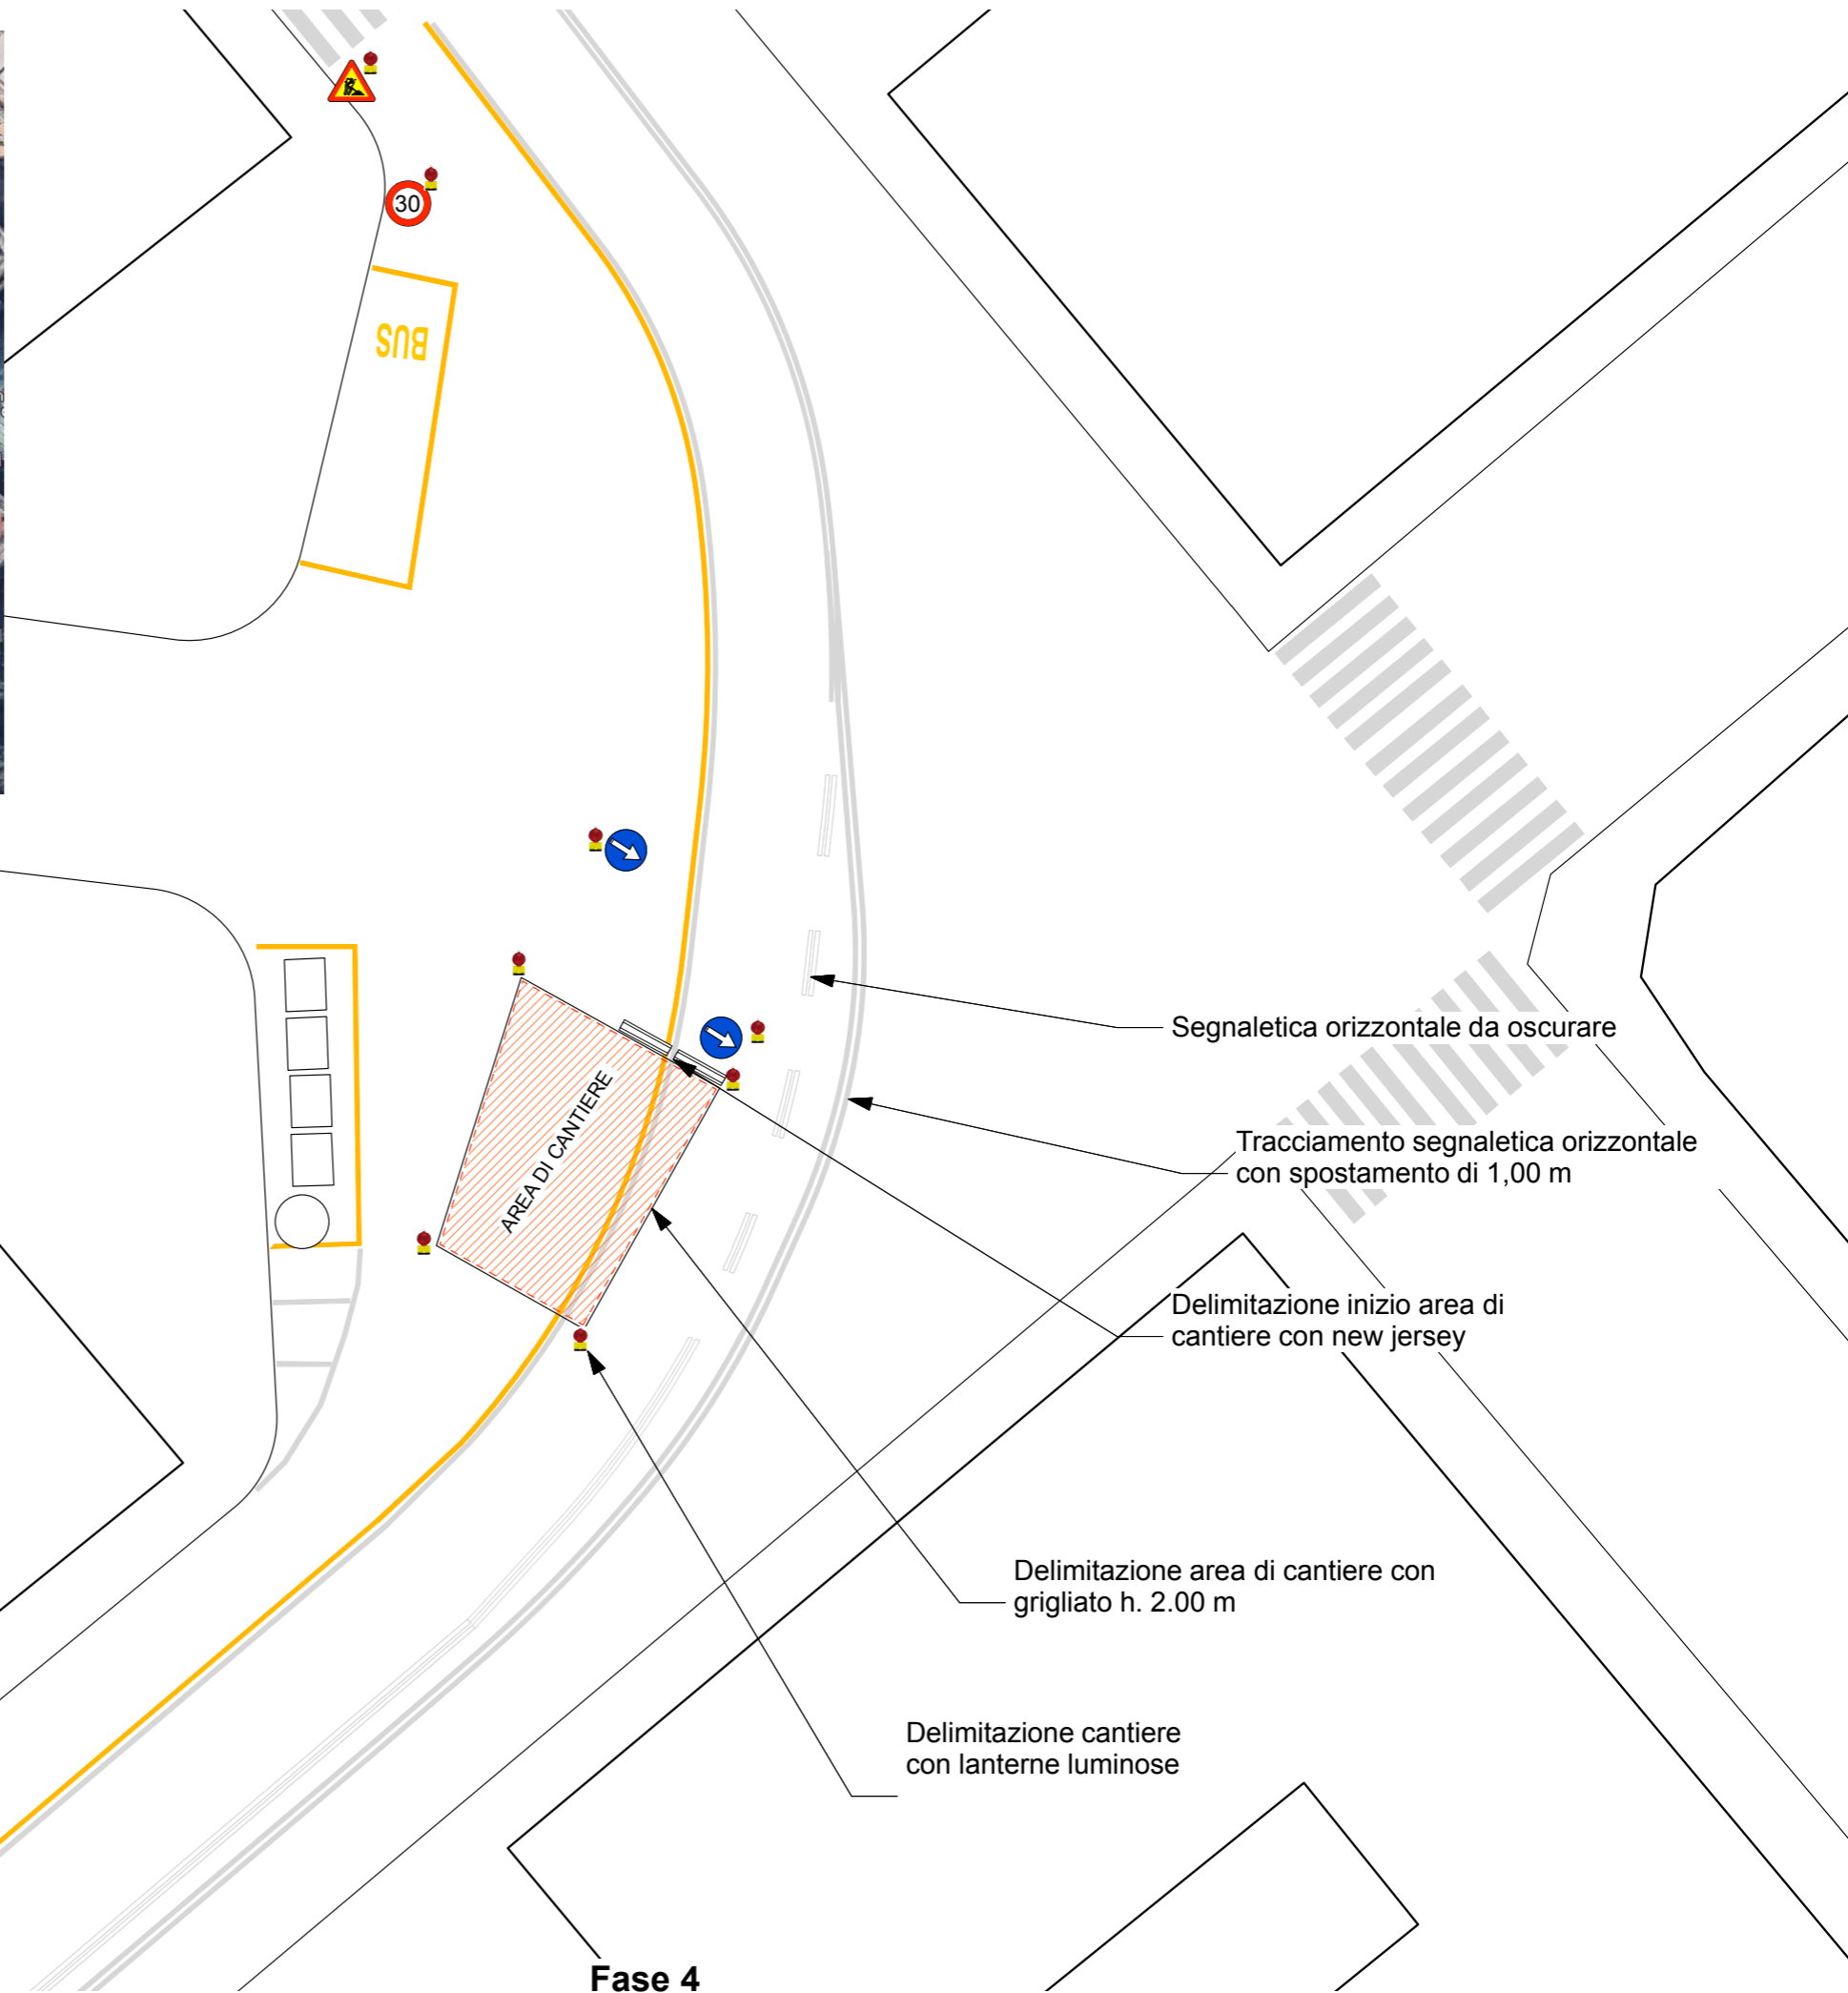 30
BUS
Segnaletica orizzontale da oscurare
AREA DI CANTIERE
Tracciamento segnaletica orizzontale
con spostamento di 1,00 m
Delimitazione inizio area di
cantiere con new jersey
Delimitazione area di cantiere con
grigliato h. 2.00 m
Delimitazione cantiere
con lanterne luminose
Fase 4